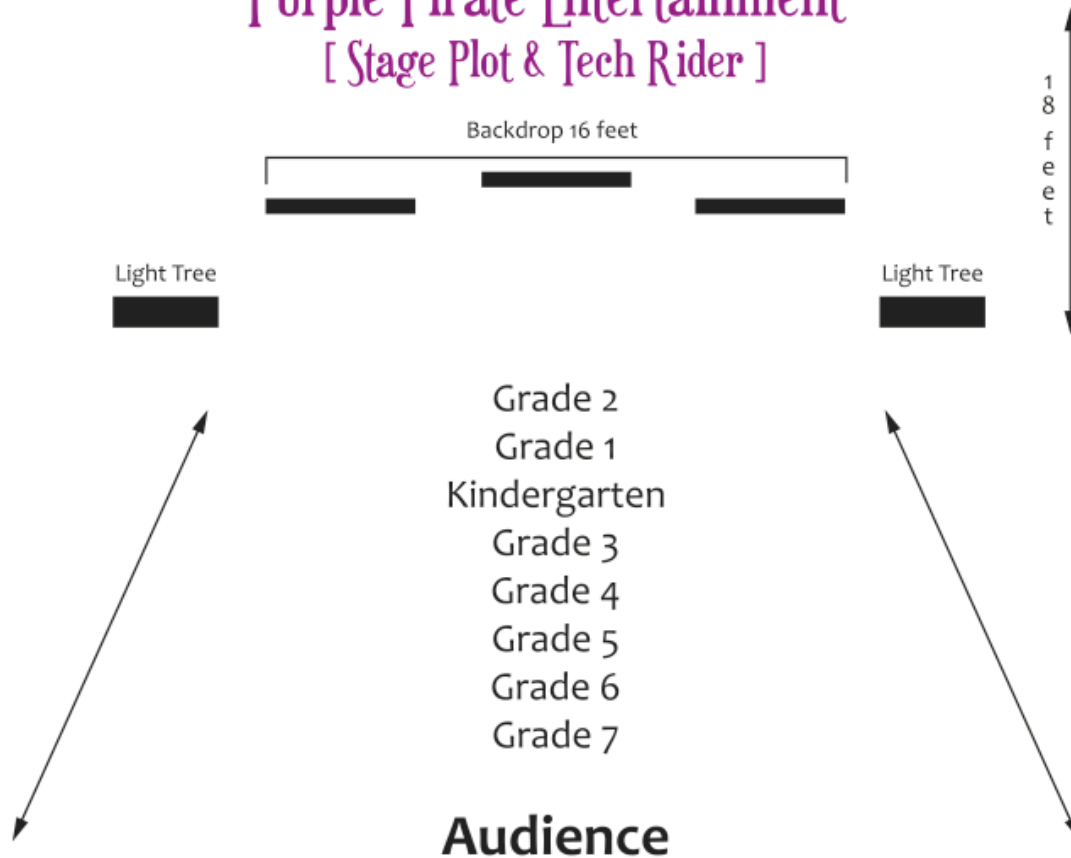 Purple Pirate Entertainment
[ Stage Plot & Tech Rider ]
Backdrop 16 feet
18 feet
Light Tree
Light Tree
Grade 2
Grade 1
Kindergarten
Grade 3
Grade 4
Grade 5
Grade 6
Grade 7
Audience